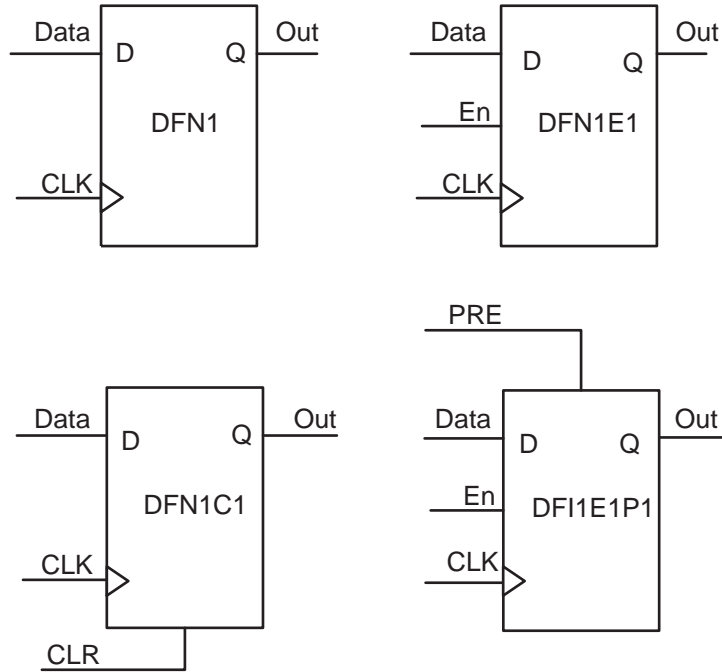 Data
D
Q
Out
DFN1
CLK
Data
D
Q
Out
En
DFN1E1
CLK
Data
D
Q
Out
DFN1C1
CLK
CLR
PRE
Data
D
Q
Out
En
DFI1E1P1
CLK